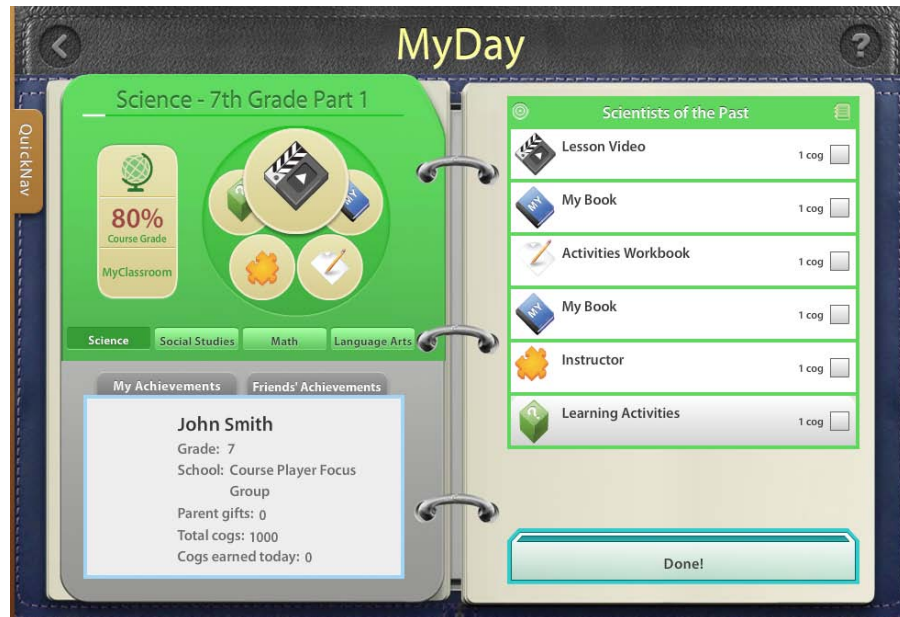 MyDay
?
QuickNav
Science - 7th Grade Part 1
80%
Course Grade
MyClassroom
?
MY
Science
Social Studies
Math
Language Arts
My Achievements
Friends' Achievements
John Smith
Grade: 7
School: Course Player Focus
Group
Parent gifts: 0
Total cogs: 1000
Cogs earned today: 0
Scientists of the Past
Lesson Video
1 cog
MY
My Book
1 cog
Activities Workbook
1 cog
MY
My Book
1 cog
Instructor
1 cog
?
Learning Activities
1 cog
Done!